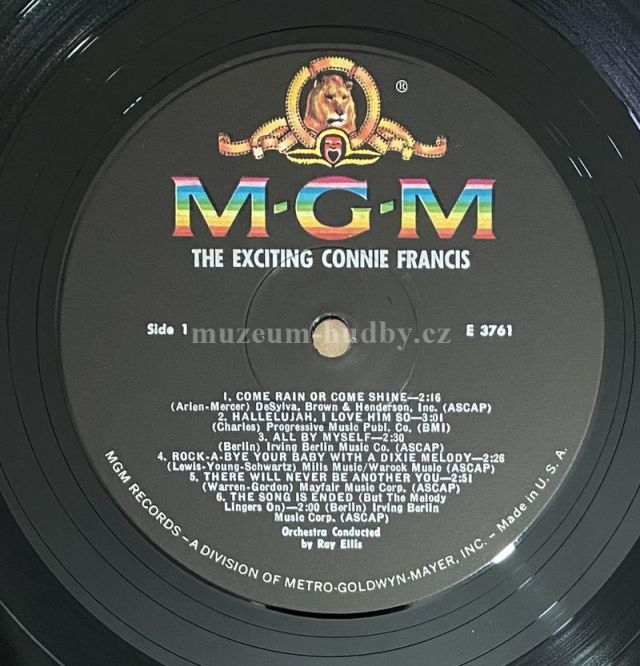 ®
M·G·M
THE EXCITING CONNIE FRANCIS
Side 1
E 3761
muzeum-hudby.cz
1. COME RAIN OR COME SHINE—2:16
(Arlen-Mercer) DeSylva, Brown & Henderson, Inc. (ASCAP)
2. HALLELUJAH, I LOVE HIM SO—3:01
(Charles) Progressive Music Publ. Co. (BMI)
3. ALL BY MYSELF—2:30
(Berlin) Irving Berlin Music Co. (ASCAP)
4. ROCK-A-BYE YOUR BABY WITH A DIXIE MELODY—2:26
(Lewis-Young-Schwartz) Mills Music/Warock Music (ASCAP)
5. THERE WILL NEVER BE ANOTHER YOU—2:51
(Warren-Gordon) Mayfair Music Corp. (ASCAP)
6. THE SONG IS ENDED (But The Melody
Lingers On)—2:00 (Berlin) Irving Berlin
Music Corp. (ASCAP)
Orchestra Conducted
by Ray Ellis
MGM RECORDS – A DIVISION OF METRO-GOLDWYN-MAYER, INC. – Made in U. S. A.